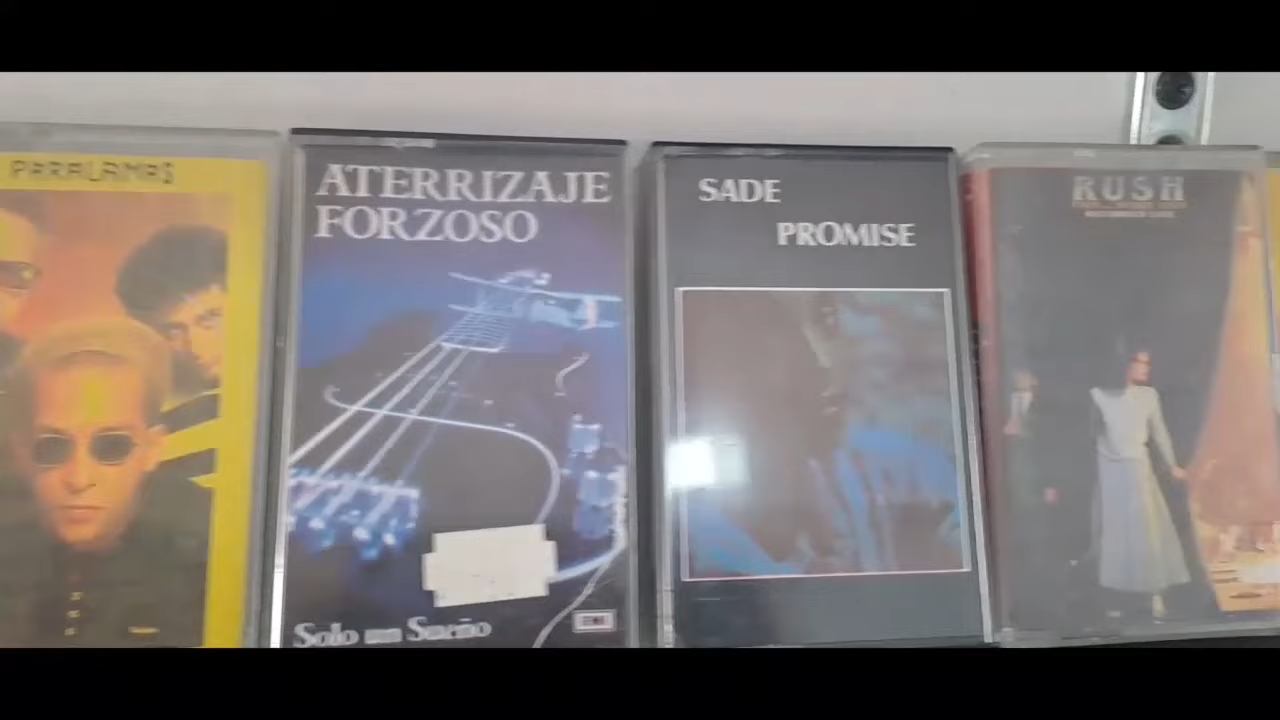 PARALAMAS
ATERRIZAJE
FORZOSO
Solo un Sueño
EMI
SADE
PROMISE
RUSH